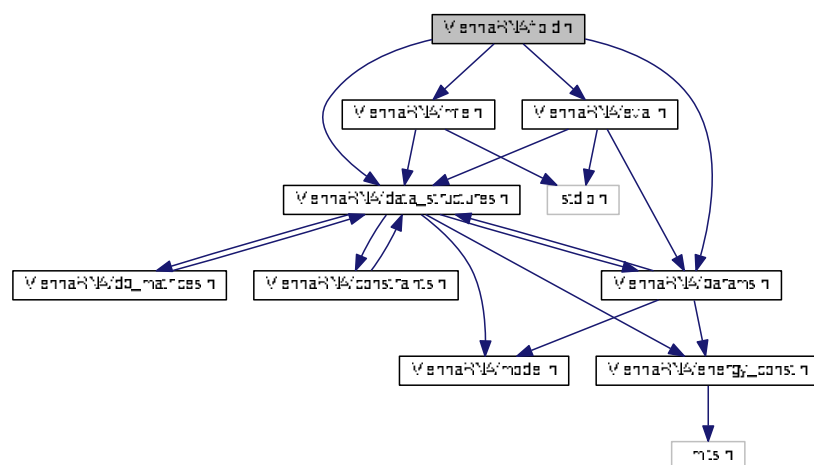 ViennaRNA/fold.h
ViennaRNA/mfe.h
ViennaRNA/eval.h
ViennaRNA/data_structures.h
stdio.h
ViennaRNA/dp_matrices.h
ViennaRNA/constraints.h
ViennaRNA/params.h
ViennaRNA/model.h
ViennaRNA/energy_const.h
limits.h